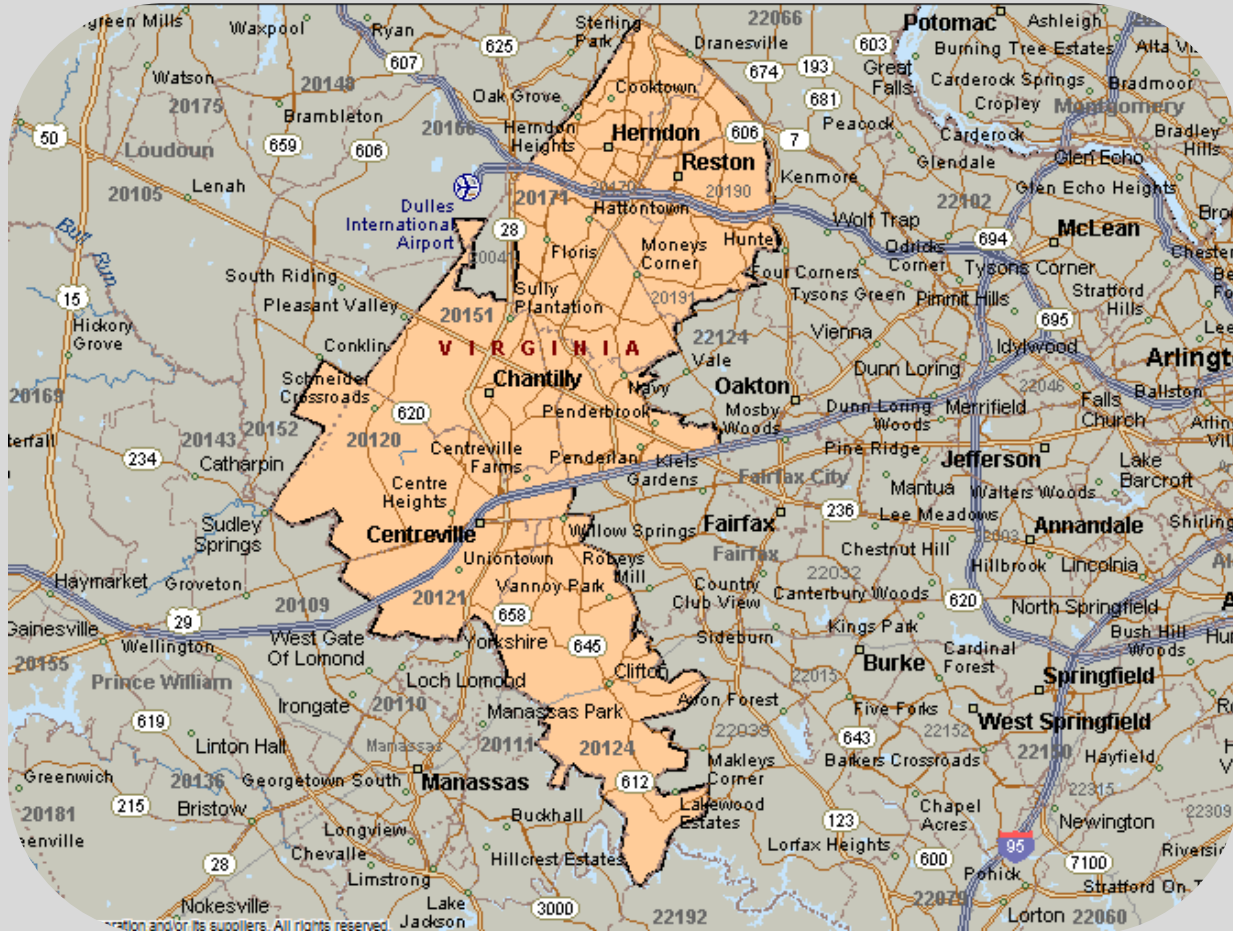 green Mills
Waxpool
Ryan
Sterling
Park
22066
Potomac
Ashleigh
625
Dranesville
603
Burning Tree Estates
Alta
607
Watson
20148
674
193
Great
Falls
Carderock Springs
Bradmoor
20175
Cooktown
Oak Grove
681
Cropley
Montgomery
Brambleton
20166
Herndon
Heights
Herndon
606
7
Peacock
Carderock
Bradley
Hills
50
Loudoun
659
606
Reston
Glendale
Glen Echo
20105
Lenah
Dulles
International
Airport
20171
20170
20190
Kenmore
Glen Echo Heights
22102
Hattontown
Wolf Trap
Bull
Run
28
Floris
Moneys
Corner
Hunter
Odricks
Corner
694
McLean
20041
South Riding
Four Corners
Tysons Corner
15
Pleasant Valley
Sully
Plantation
20191
Tysons Green
Pimmit Hills
Stratford
Hills
20151
22124
Vienna
695
Hickory
Grove
Conklin
VIRGINIA
Vale
Idylwood
Schneider
Crossroads
Chantilly
Navy
Oakton
Dunn Loring
22046
Ballston
20169
620
Penderbrook
Mosby
Woods
Dunn Loring
Woods
Merrifield
Falls
Church
20143
20152
20120
Centreville
Farms
Penderlan
Kiels
Gardens
Pine Ridge
Jefferson
234
Catharpin
Centre
Heights
Fairfax City
Mantua
Walters Woods
Lake
Barcroft
Sudley
Springs
Centreville
Willow Springs
Fairfax
236
Lee Meadows
Annandale
Uniontown
Robeys
Mill
Fairfax
Chestnut Hill
Hillbrook
Lincolnia
Haymarket
Groveton
Vannoy Park
Country
Club View
22032
Canterbury Woods
20109
20121
620
North Springfield
Gainesville
29
658
Wellington
West Gate
Of Lomond
Yorkshire
645
Sideburn
Kings Park
Bush Hill
Woods
20155
Burke
Cardinal
Forest
Prince William
Loch Lomond
Clifton
22015
Springfield
Irongate
20110
Manassas Park
Avon Forest
Five Forks
West Springfield
619
Linton Hall
Manassas
20111
20124
22039
643
22152
22150
Hayfield
Greenwich
20136
Georgetown South
Manassas
612
Makleys
Corner
Barkers Crossroads
22315
20181
215
Bristow
Buckhall
Lakewood
Estates
123
Chapel
Acres
Newington
22309
Longview
Lorfax Heights
95
28
Chevalle
Hillcrest Estates
600
7100
Limstrong
Pohick
Nokesville
Lake
Jackson
3000
22192
22079
Lorton
22060
and/or its suppliers. All rights reserved.